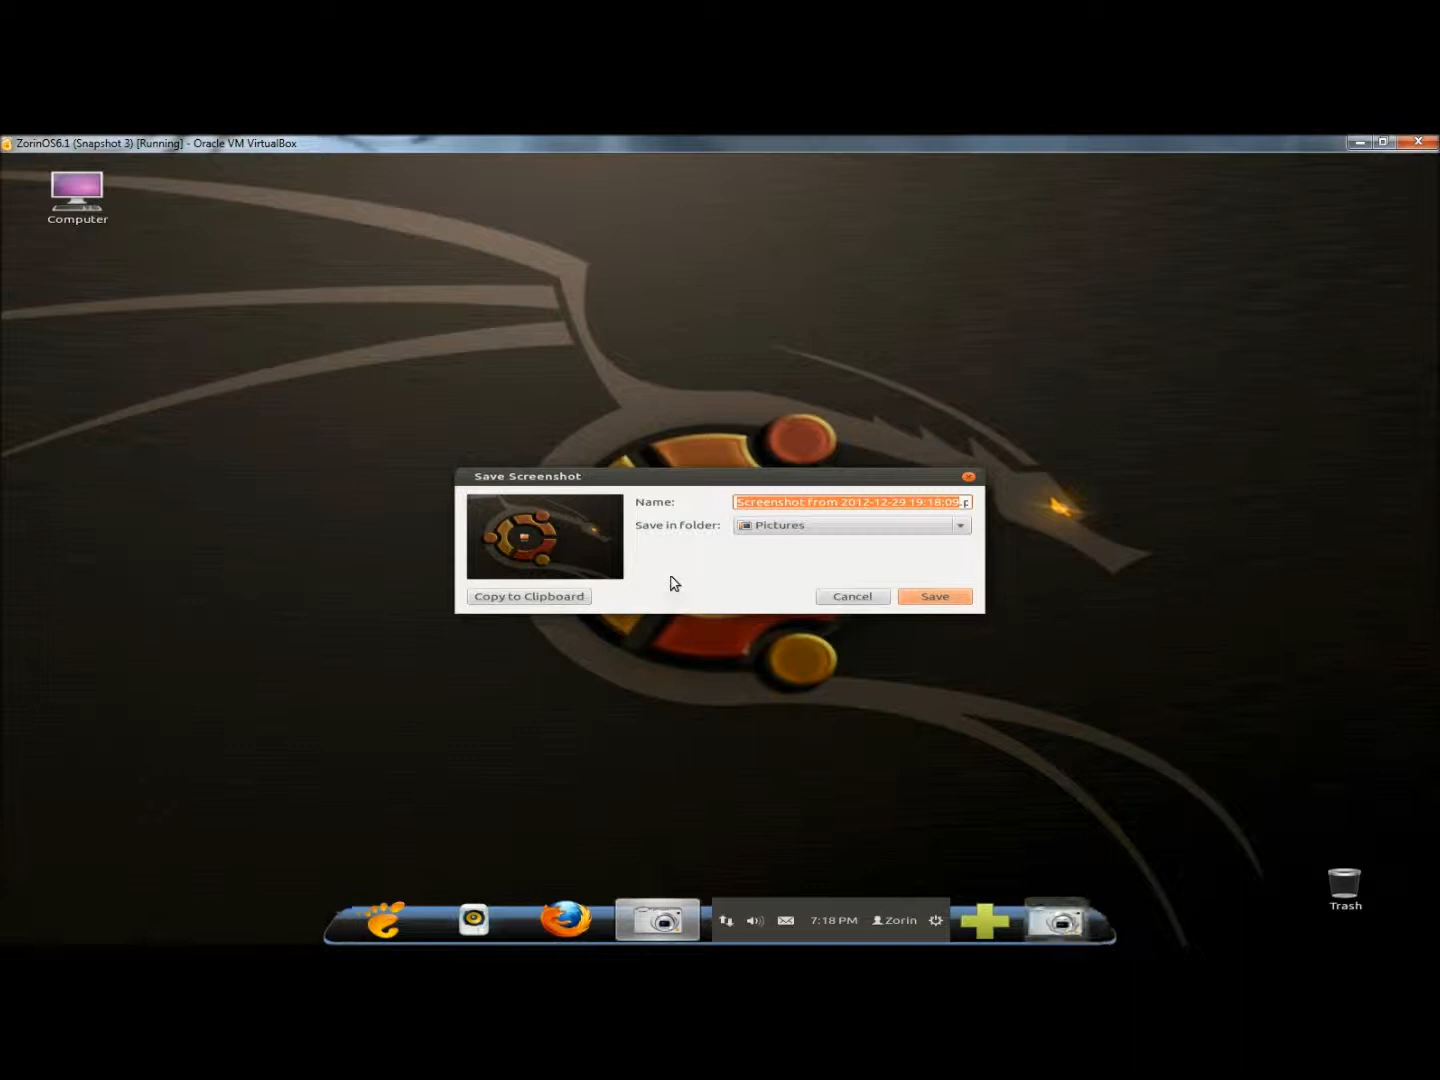 ZorinOS6.1 (Snapshot 3) [Running] - Oracle VM VirtualBox
Computer
Save Screenshot
Name: Screenshot from 2012-12-29 19:18:09.p
Save in folder: Pictures
Copy to Clipboard Cancel Save
Trash
7:18 PM Zorin